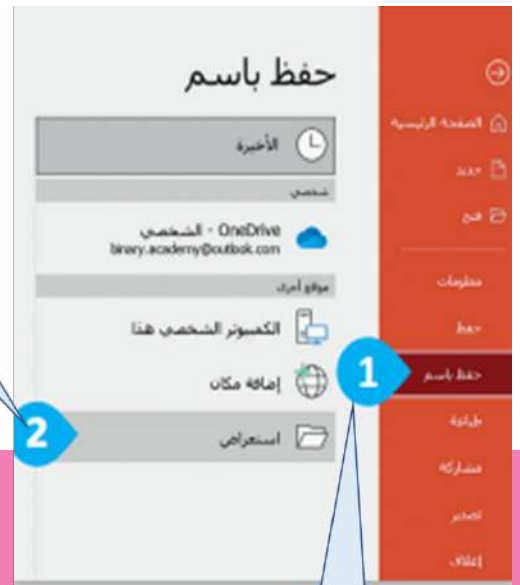 الصفحة الرئيسية
جديد
فتح
معلومات
حفظ
حفظ باسم
طباعة
مشاركة
تصدير
إغلاق
حفظ باسم
الأخيرة
شخصي
OneDrive - الشخصي
binary.academy@outlook.com
مواقع أخرى
الكمبيوتر الشخصي هذا
إضافة مكان
استعراض
1
2